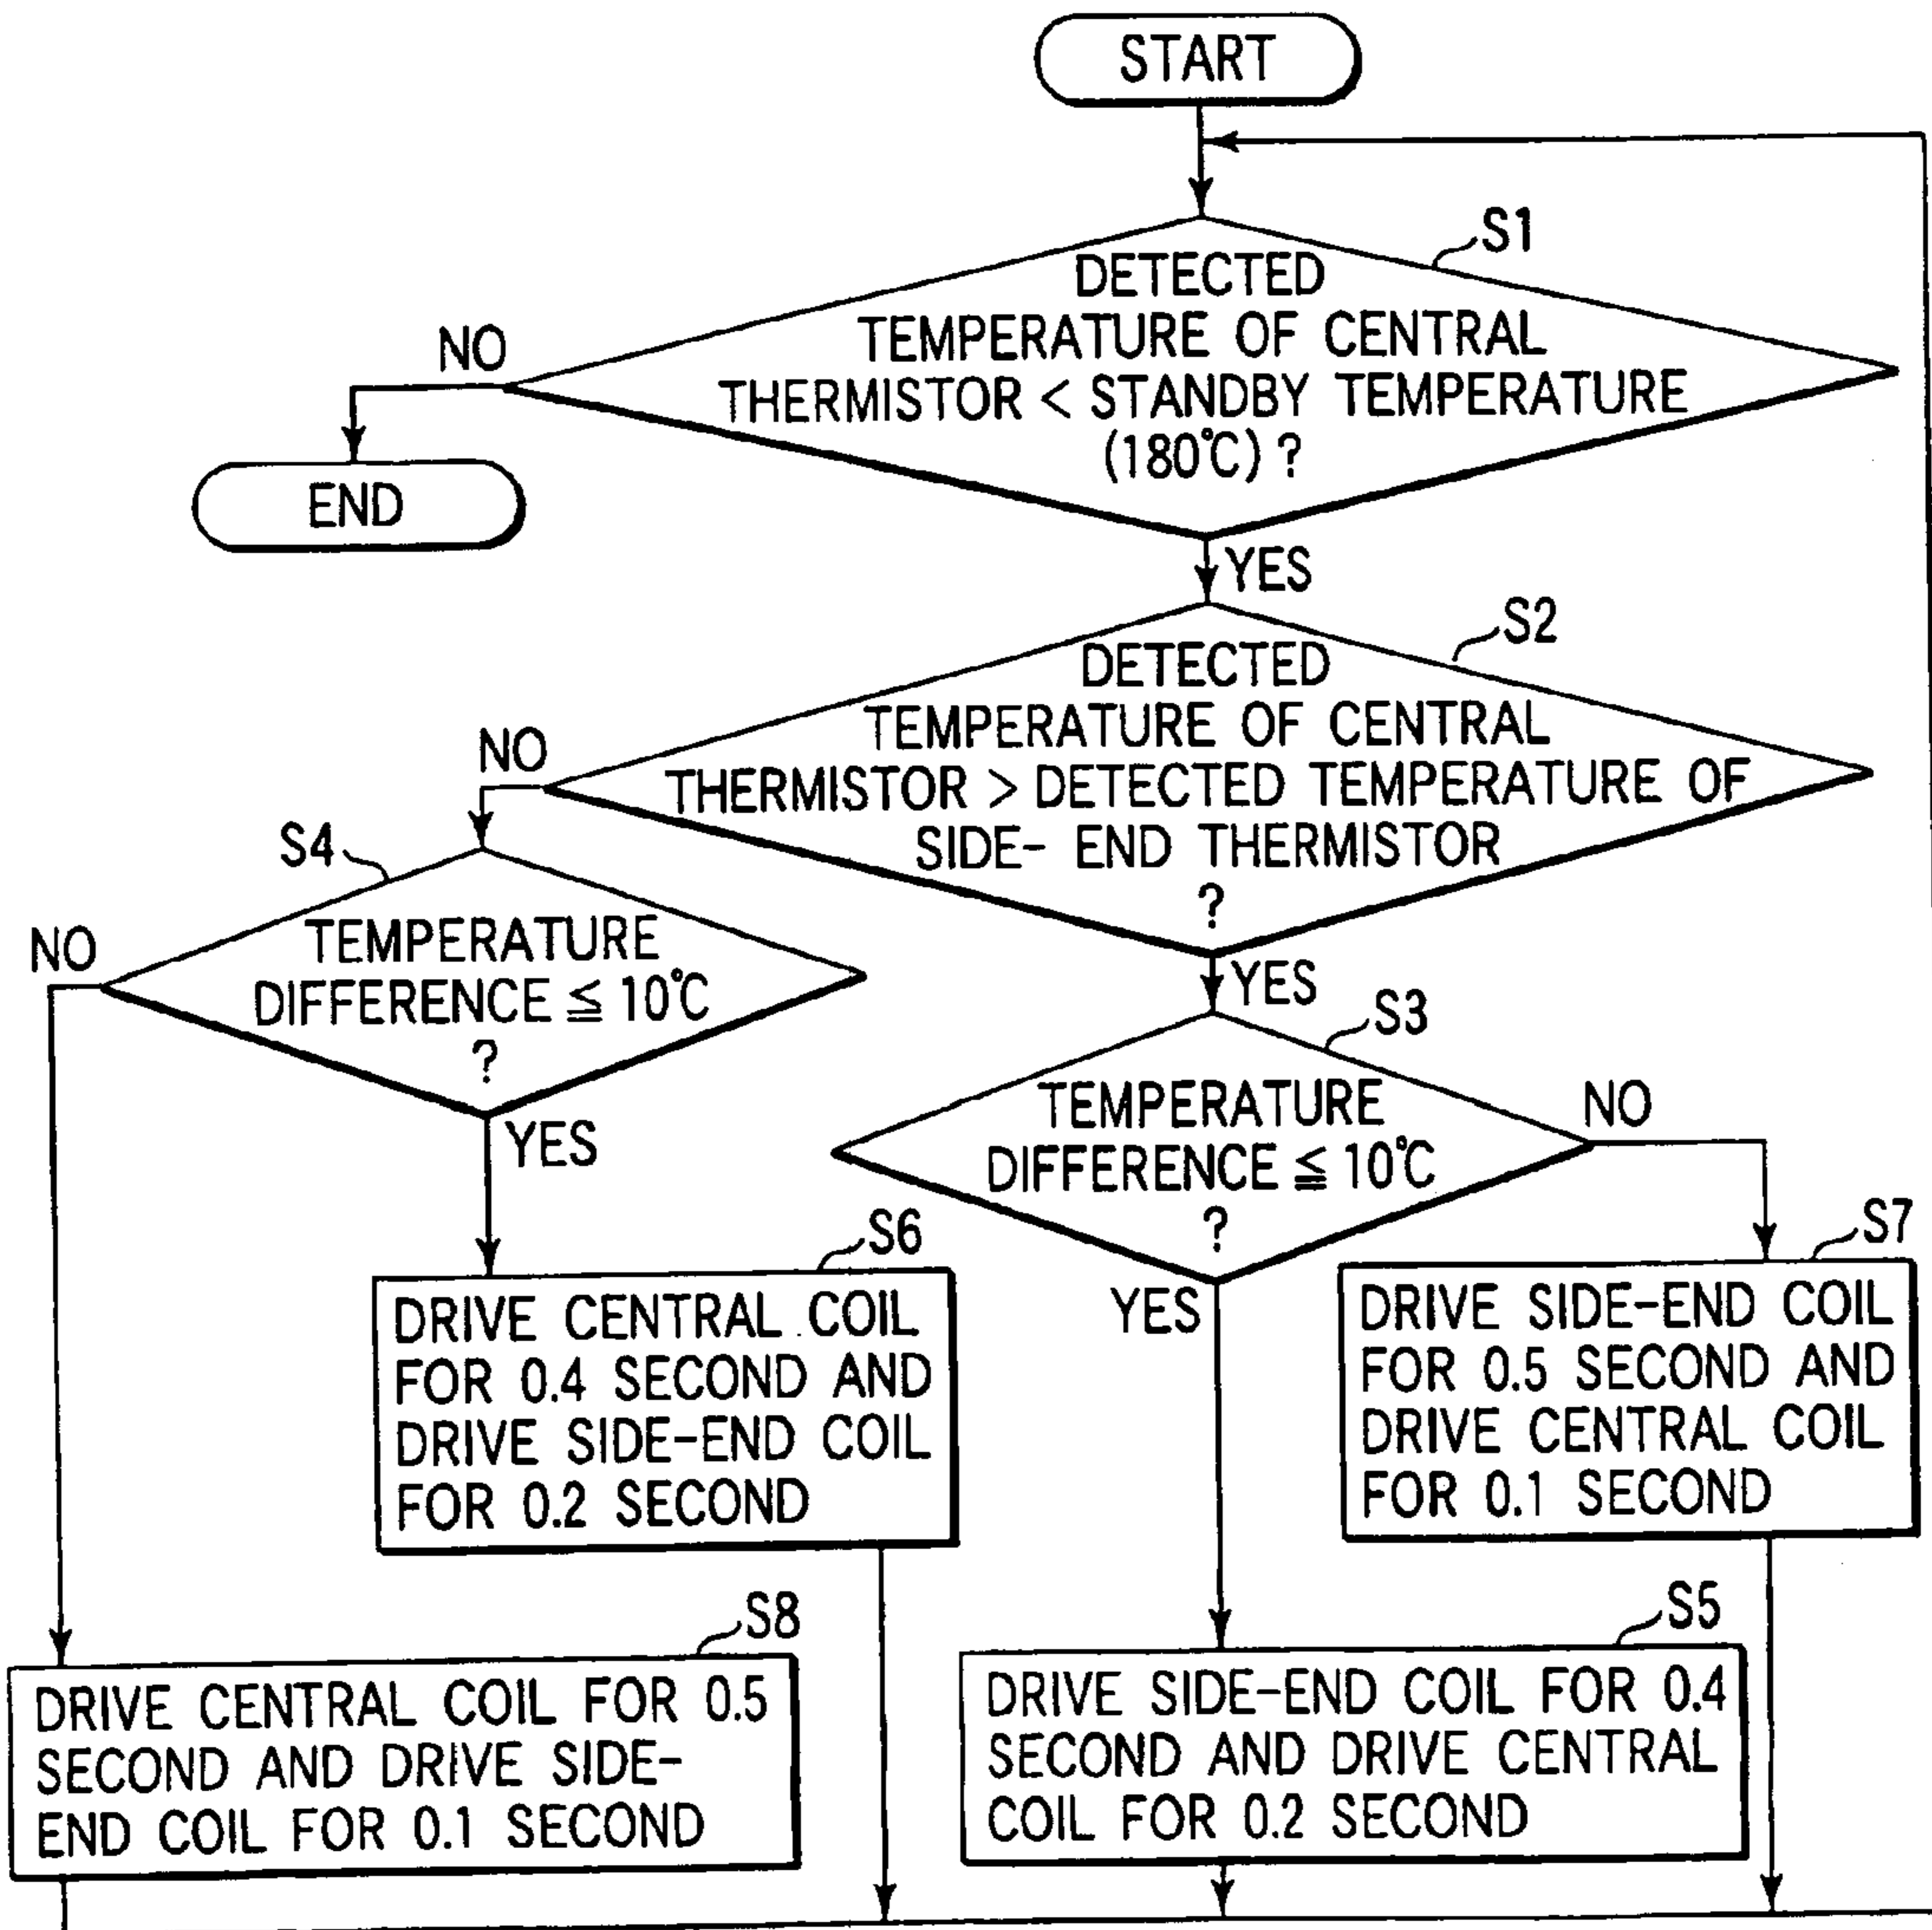 START
S1
DETECTED
TEMPERATURE OF CENTRAL
THERMISTOR < STANDBY TEMPERATURE
(180°C) ?
NO
END
YES
S2
DETECTED
TEMPERATURE OF CENTRAL
THERMISTOR > DETECTED TEMPERATURE OF
SIDE- END THERMISTOR
?
NO
YES
S4
TEMPERATURE
DIFFERENCE ≦ 10°C
?
NO
YES
S3
TEMPERATURE
DIFFERENCE ≦ 10°C
?
NO
YES
S6
DRIVE CENTRAL COIL
FOR 0.4 SECOND AND
DRIVE SIDE-END COIL
FOR 0.2 SECOND
S7
DRIVE SIDE-END COIL
FOR 0.5 SECOND AND
DRIVE CENTRAL COIL
FOR 0.1 SECOND
S8
DRIVE CENTRAL COIL FOR 0.5
SECOND AND DRIVE SIDE-
END COIL FOR 0.1 SECOND
S5
DRIVE SIDE-END COIL FOR 0.4
SECOND AND DRIVE CENTRAL
COIL FOR 0.2 SECOND